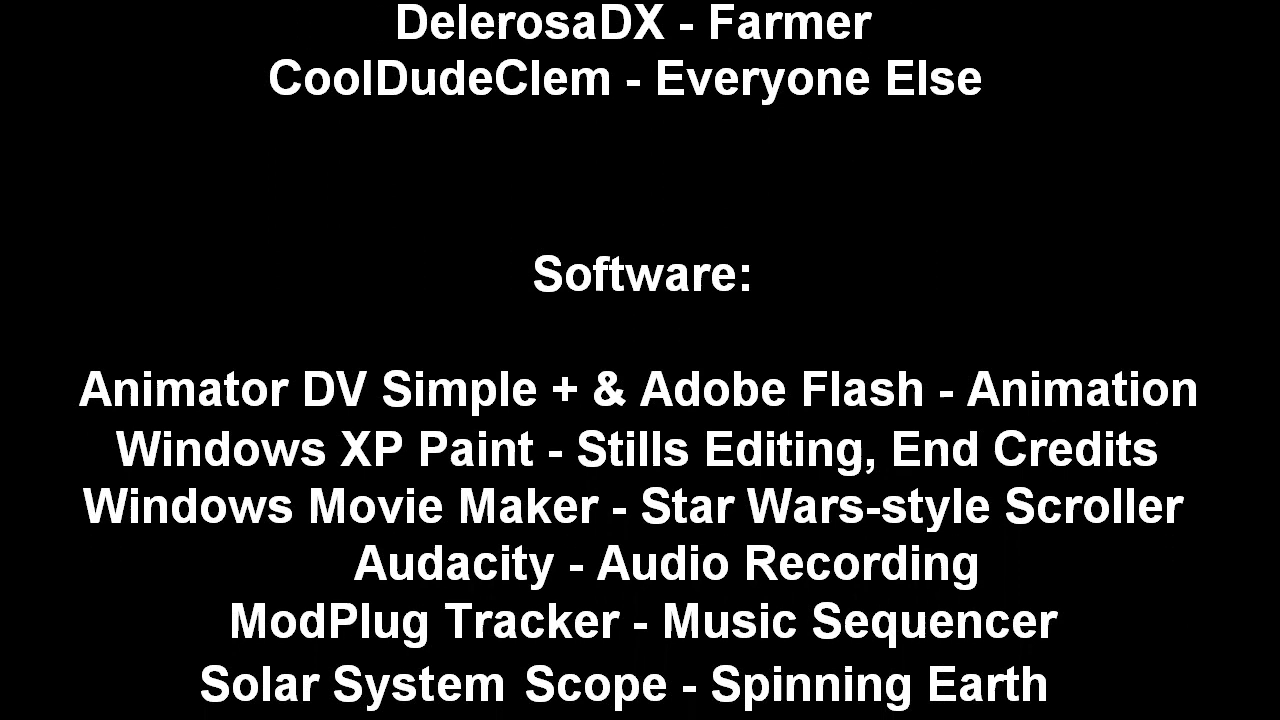 DelerosaDX - Farmer
CoolDudeClem - Everyone Else
Software:
Animator DV Simple + & Adobe Flash - Animation
Windows XP Paint - Stills Editing, End Credits
Windows Movie Maker - Star Wars-style Scroller
Audacity - Audio Recording
ModPlug Tracker - Music Sequencer
Solar System Scope - Spinning Earth